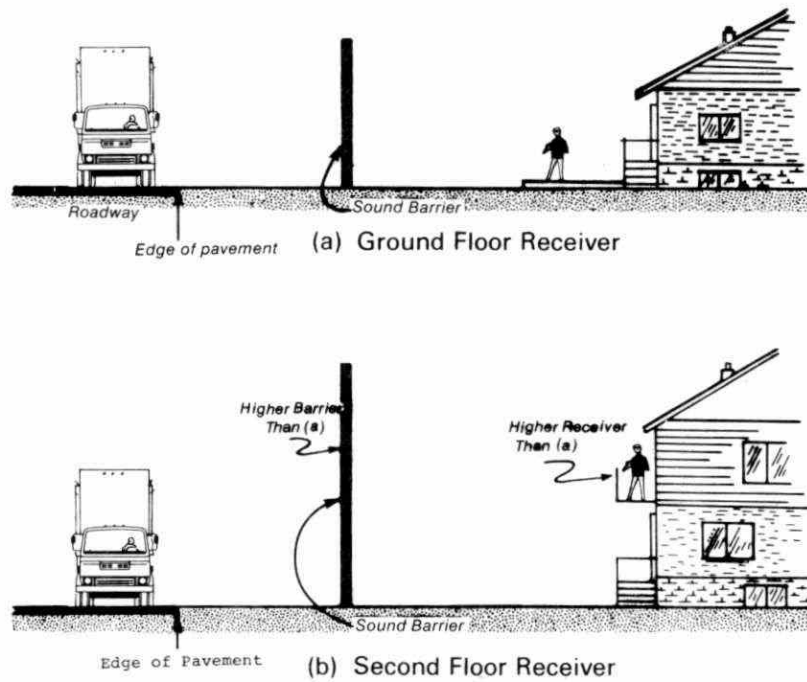 Roadway
Sound Barrier
Edge of pavement
(a) Ground Floor Receiver
Higher Barrier
Than (a)
Higher Receiver
Than (a)
Sound Barrier
Edge of Pavement
(b) Second Floor Receiver